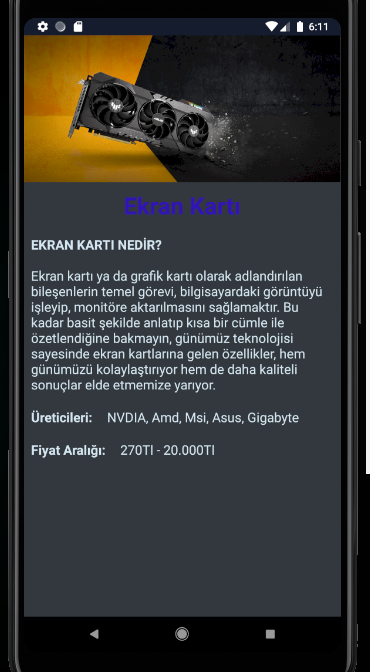 6:11
Ekran Kartı
EKRAN KARTI NEDİR?
Ekran kartı ya da grafik kartı olarak adlandırılan
bileşenlerin temel görevi, bilgisayardaki görüntüyü
işleyip, monitöre aktarılmasını sağlamaktır. Bu
kadar basit şekilde anlatıp kısa bir cümle ile
özetlendiğine bakmayın, günümüz teknolojisi
sayesinde ekran kartlarına gelen özellikler, hem
günümüzü kolaylaştırıyor hem de daha kaliteli
sonuçlar elde etmemize yarıyor.
Üreticileri: NVDIA, Amd, Msi, Asus, Gigabyte
Fiyat Aralığı: 270Tl - 20.000Tl